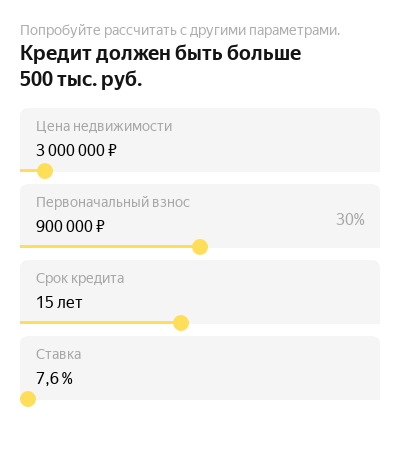 Попробуйте рассчитать с другими параметрами.
Кредит должен быть больше
500 тыс. руб.
Цена недвижимости
3 000 000 ₽
Первоначальный взнос
900 000 ₽
30%
Срок кредита
15 лет
Ставка
7,6 %